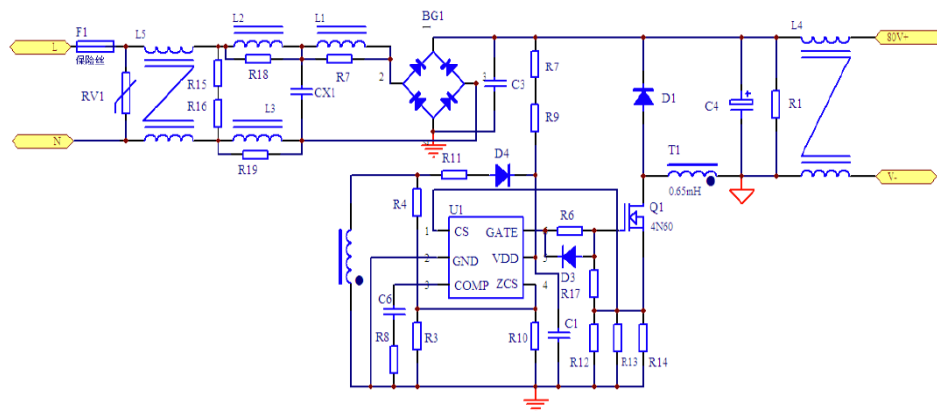 F1
L5
L2
L1
BG1
L4
L
保险丝
80V+
R18
R7
2
3
C3
R7
R15
RV1
R16
CX1
L3
R9
D1
C4
R1
N
R19
R11
D4
T1
0.65mH
V-
R4
U1
R6
Q1
4N60
1
CS
GATE
2
GND
VDD
5
D3
3
COMP
ZCS
4
R17
C6
C1
R8
R3
R10
R12
R13
R14